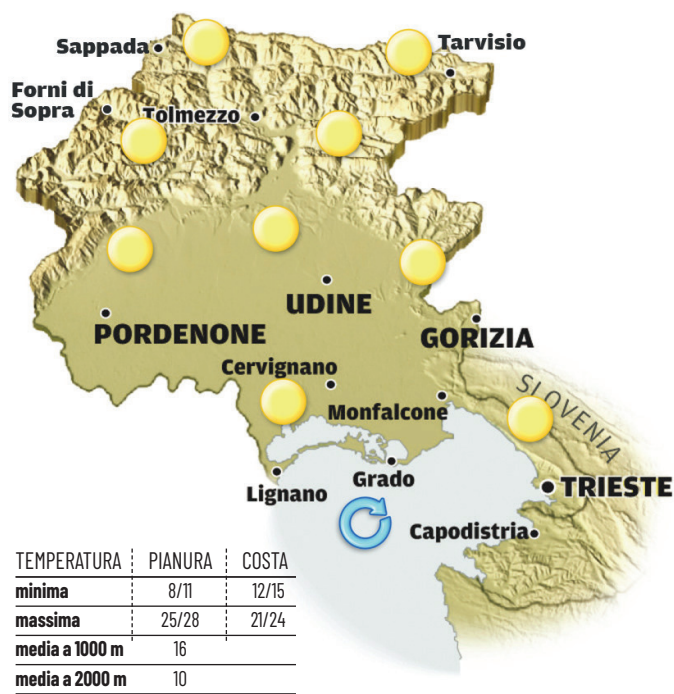 Sappada
Tarvisio
Forni di
Sopra
Tolmezzo
UDINE
PORDENONE
GORIZIA
Cervignano
Monfalcone
SLOVENIA
Lignano
Grado
TRIESTE
Capodistria
TEMPERATURA PIANURA COSTA
minima 8/11 12/15
massima 25/28 21/24
media a 1000 m 16
media a 2000 m 10